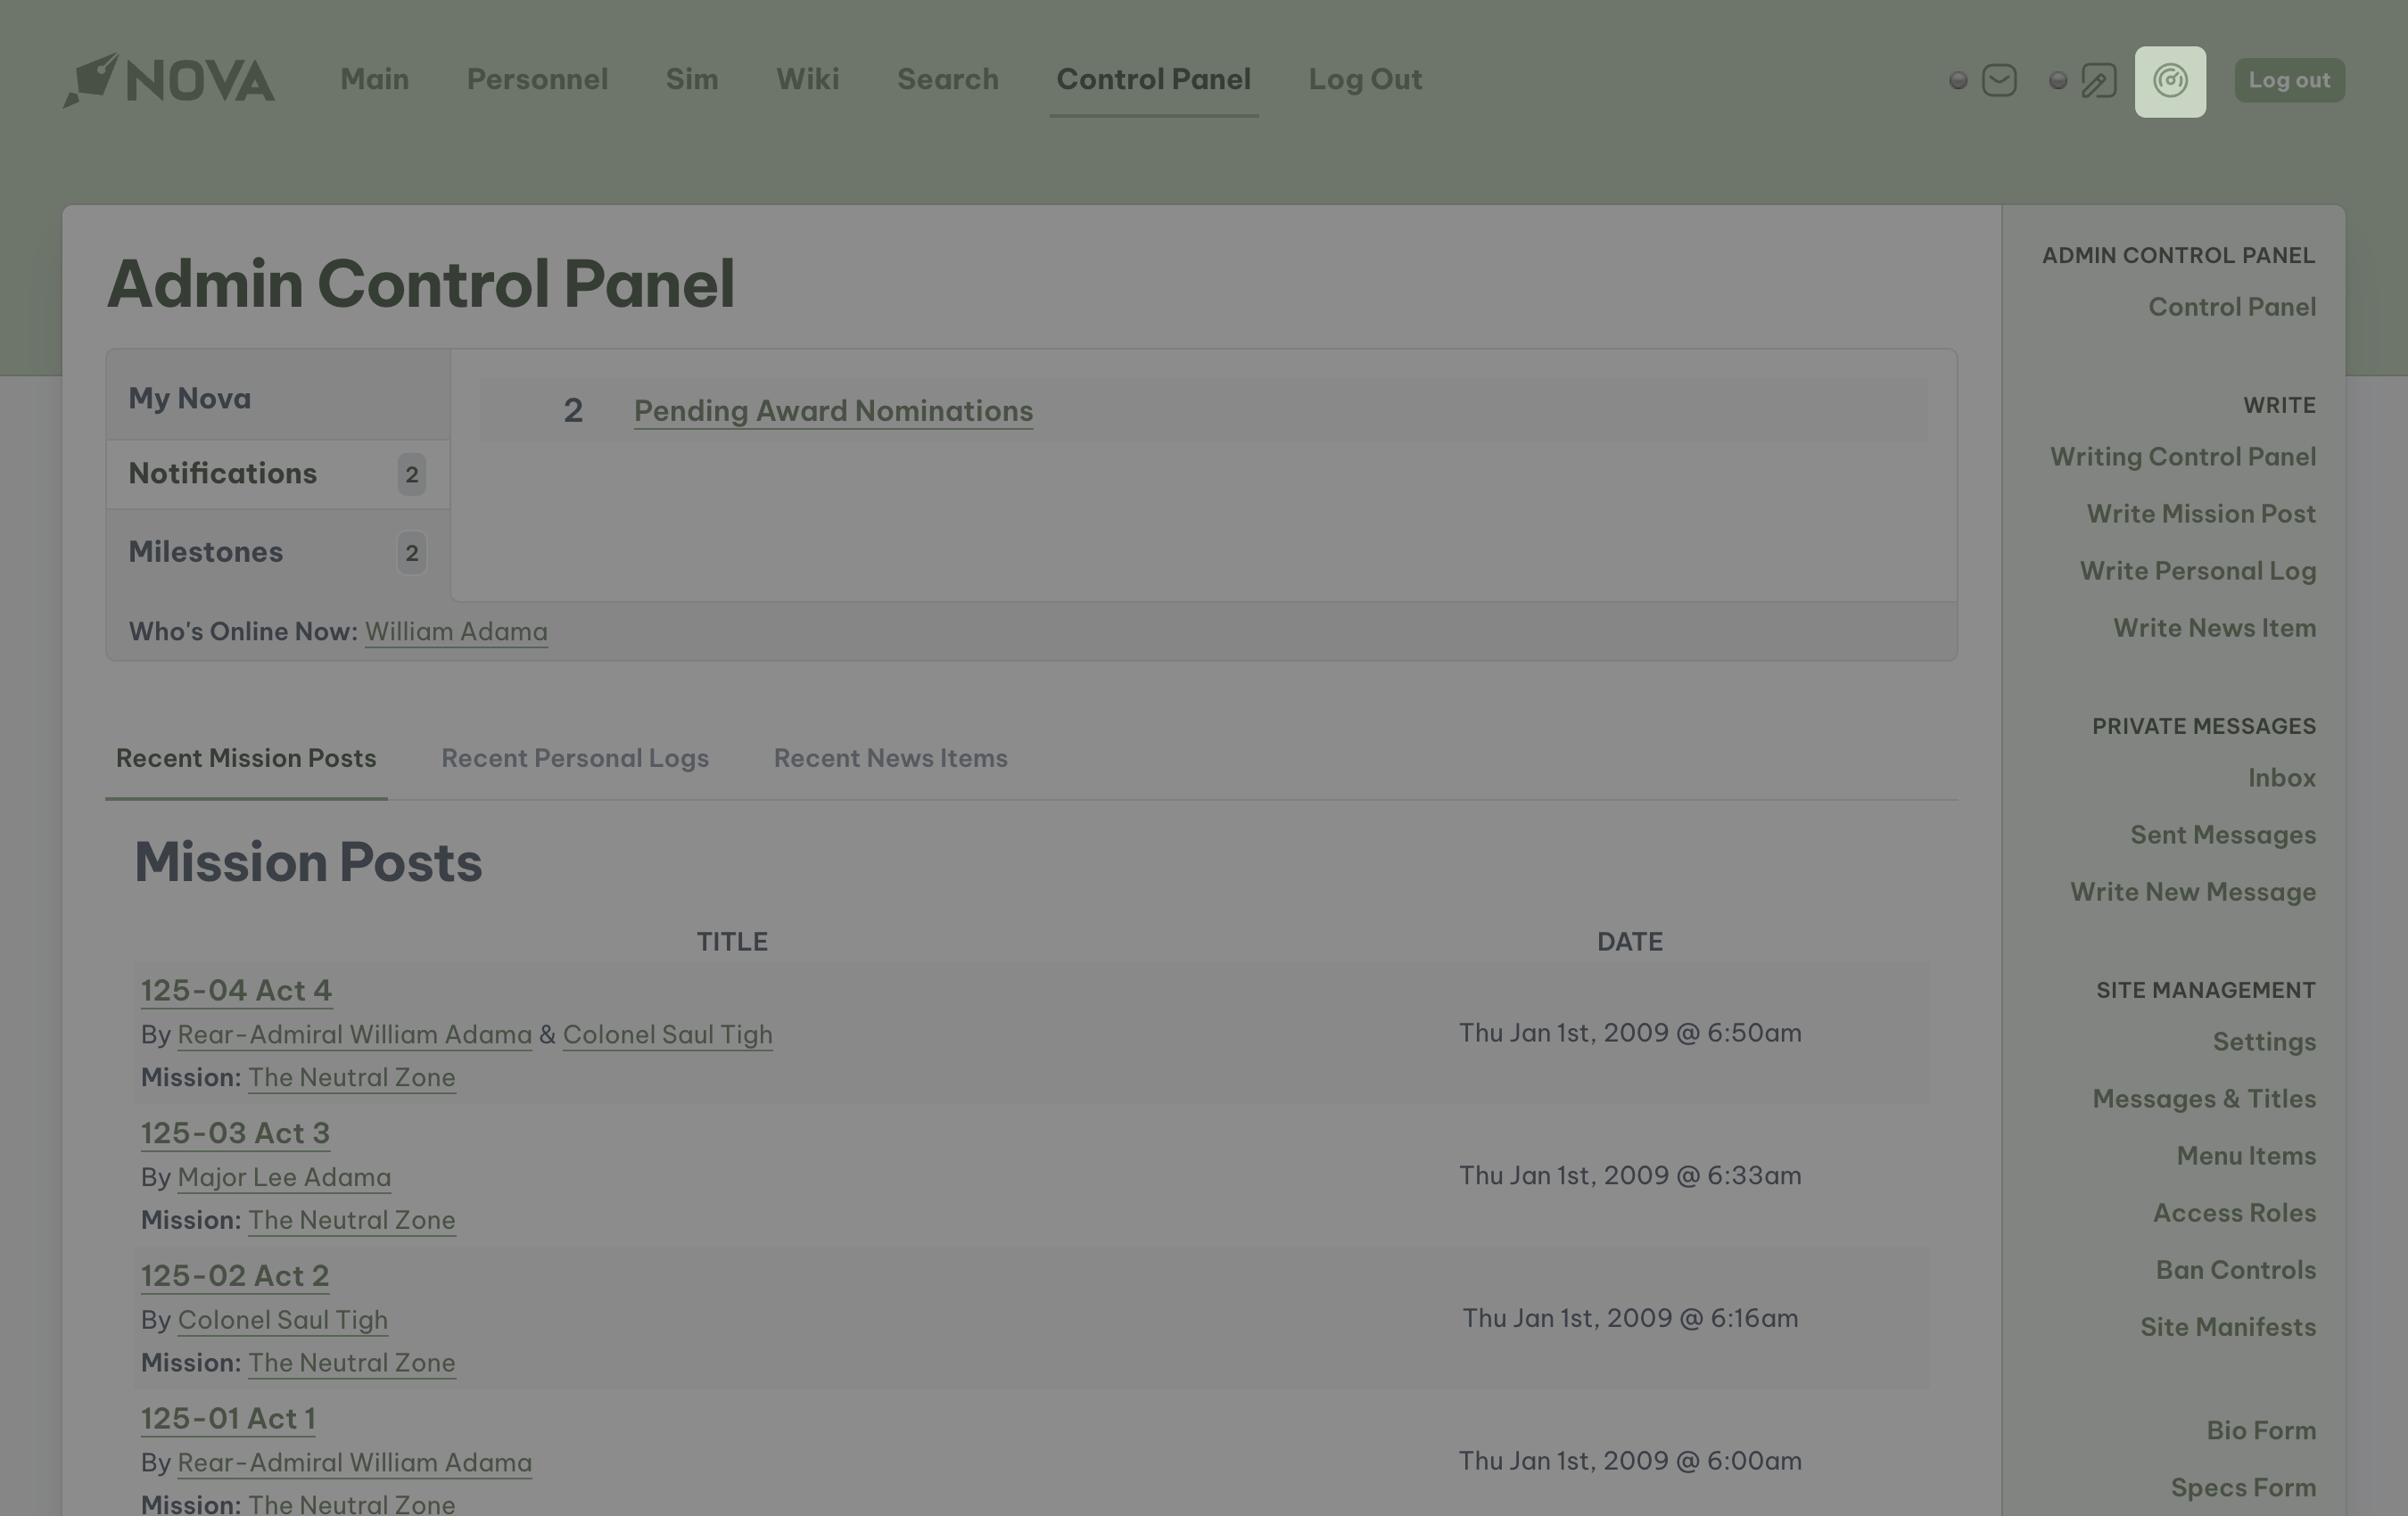 NOVA
Main Personnel Sim Wiki Search Control Panel Log Out
Log out
Admin Control Panel
My Nova
Notifications 2
Milestones 2
2 Pending Award Nominations
Who's Online Now: William Adama
Recent Mission Posts Recent Personal Logs Recent News Items
Mission Posts
TITLE DATE
125-04 Act 4
By Rear-Admiral William Adama & Colonel Saul Tigh
Mission: The Neutral Zone
Thu Jan 1st, 2009 @ 6:50am
125-03 Act 3
By Major Lee Adama
Mission: The Neutral Zone
Thu Jan 1st, 2009 @ 6:33am
125-02 Act 2
By Colonel Saul Tigh
Mission: The Neutral Zone
Thu Jan 1st, 2009 @ 6:16am
125-01 Act 1
By Rear-Admiral William Adama
Mission: The Neutral Zone
Thu Jan 1st, 2009 @ 6:00am
ADMIN CONTROL PANEL
Control Panel
WRITE
Writing Control Panel
Write Mission Post
Write Personal Log
Write News Item
PRIVATE MESSAGES
Inbox
Sent Messages
Write New Message
SITE MANAGEMENT
Settings
Messages & Titles
Menu Items
Access Roles
Ban Controls
Site Manifests
Bio Form
Specs Form